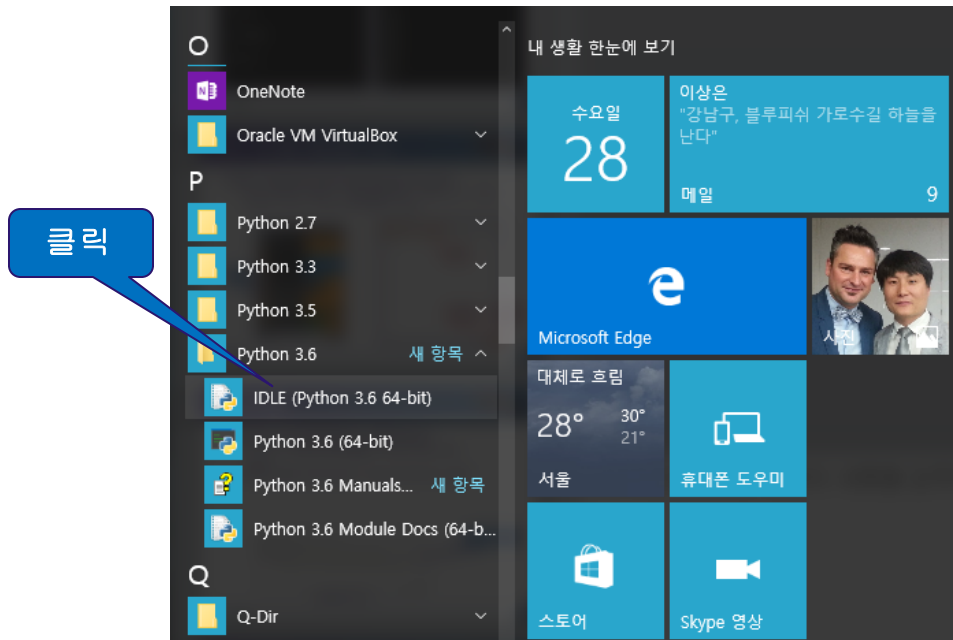 클릭
O
OneNote
Oracle VM VirtualBox
P
Python 2.7
Python 3.3
Python 3.5
Python 3.6 새 항목
IDLE (Python 3.6 64-bit)
Python 3.6 (64-bit)
Python 3.6 Manuals... 새 항목
Python 3.6 Module Docs (64-b...
Q
Q-Dir
내 생활 한눈에 보기
수요일
28
이상은
"강남구, 블루피쉬 가로수길 하늘을
난다"
메일 9
Microsoft Edge
사진
대체로 흐림
28° 30°
21°
서울
휴대폰 도우미
스토어
Skype 영상